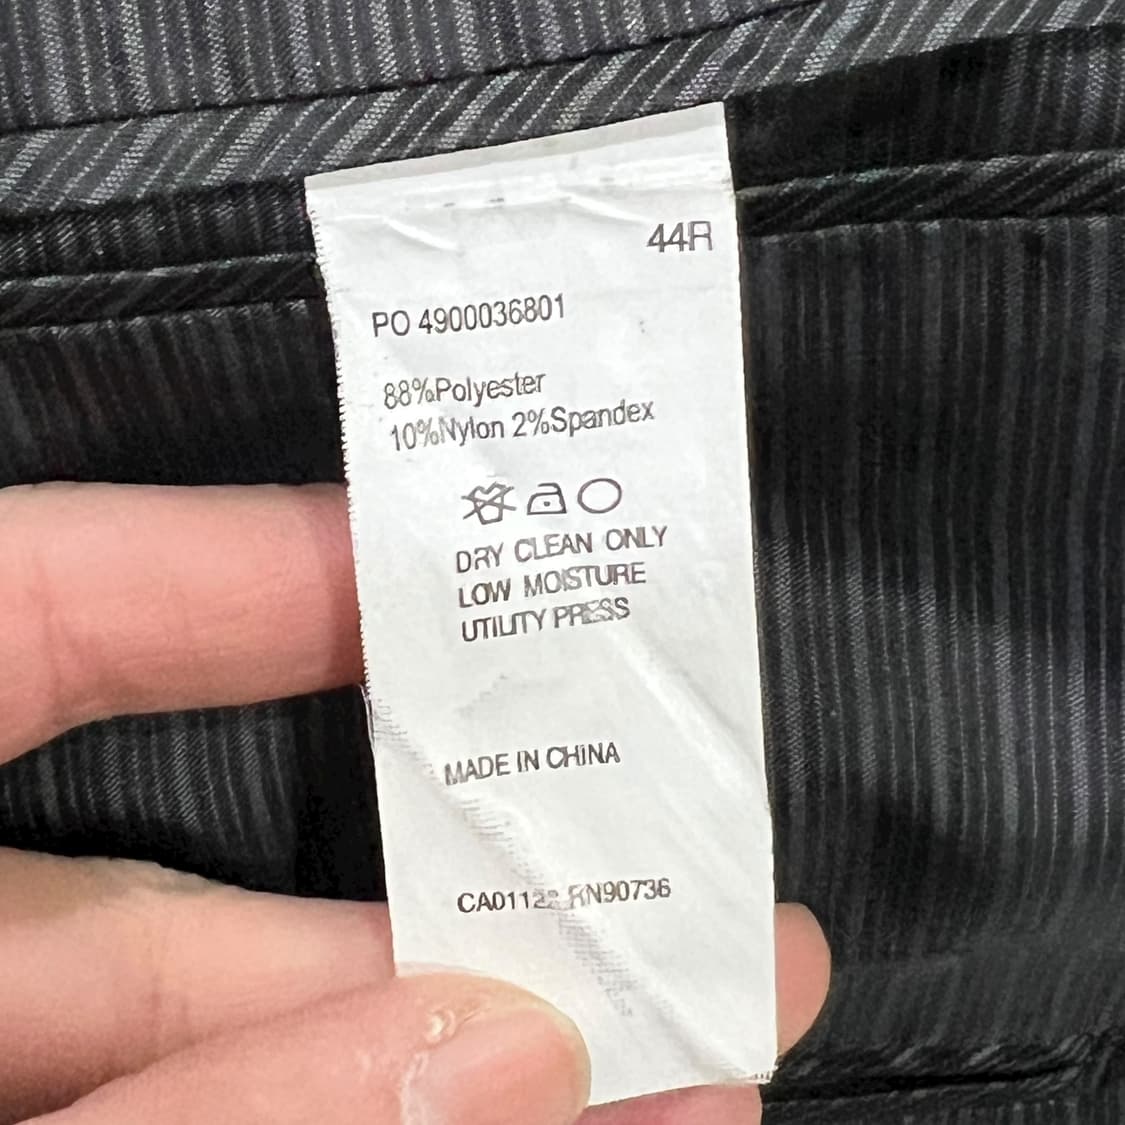 44R
PO 4900036801
88%Polyester
10%Nylon 2%Spandex
DRY CLEAN ONLY
LOW MOISTURE
UTILITY PRESS
MADE IN CHINA
RN90736